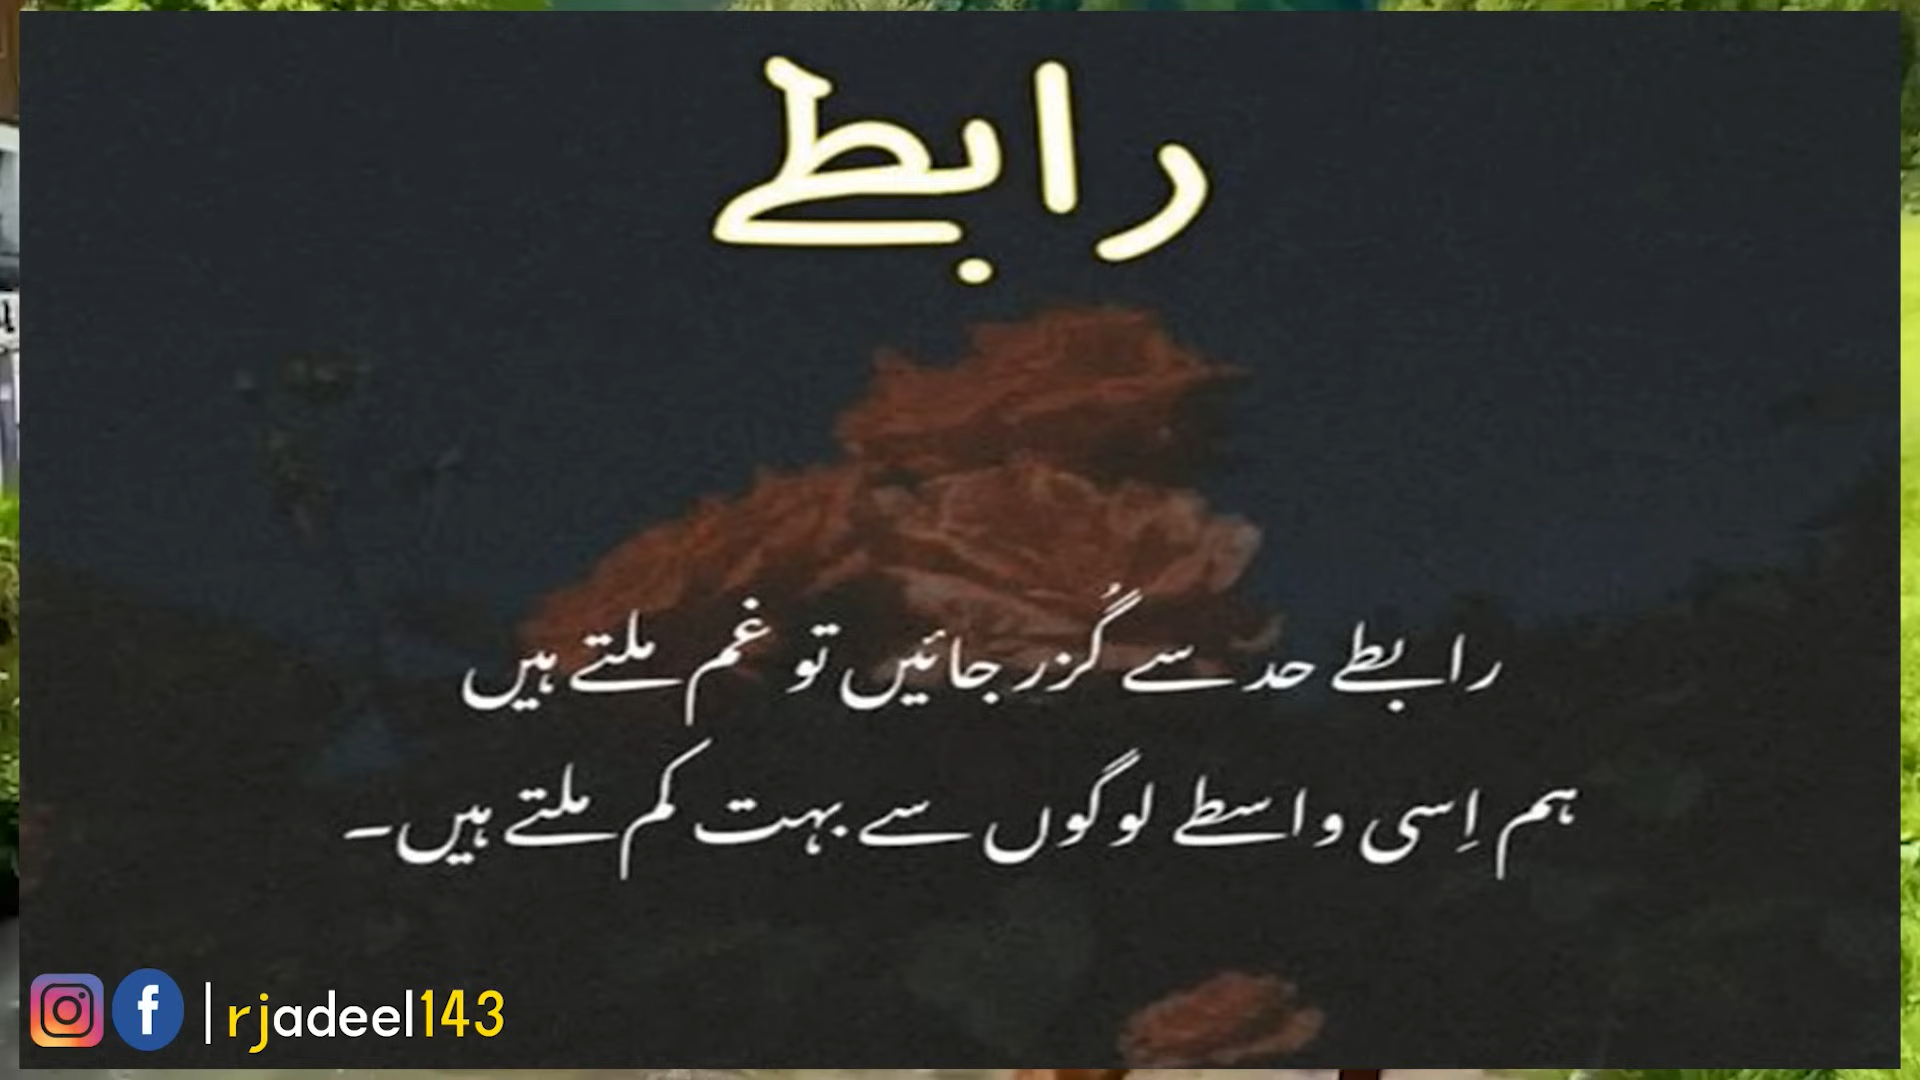 رابطے
رابطے حد سے گُزر جائیں تو غم ملتے ہیں
ہم اِسی واسطے لوگوں سے بہت کم ملتے ہیں۔
|rjadeel143